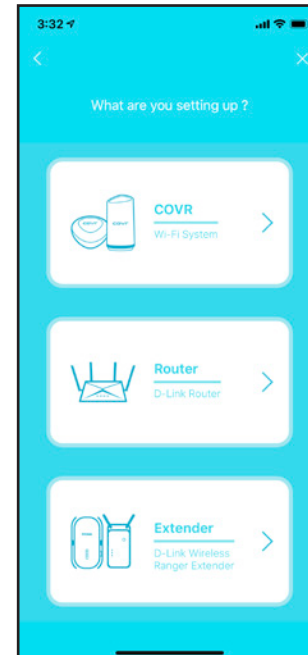 3:32
What are you setting up ?
COVR
Wi-Fi System
Router
D-Link Router
Extender
D-Link Wireless
Ranger Extender